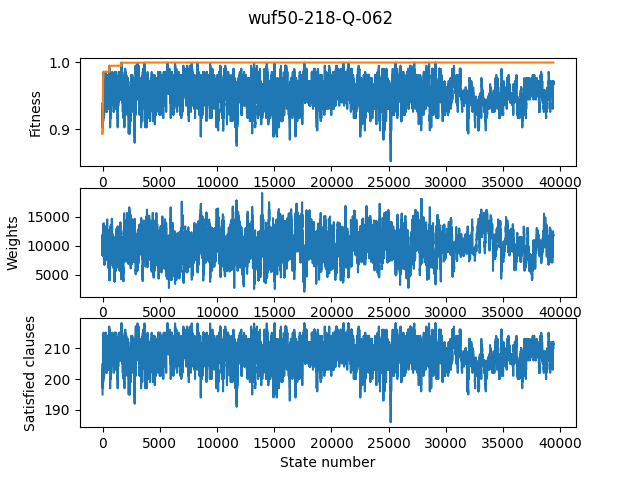 wuf50-218-Q-062
1.0
0.9
Fitness
0 5000 10000 15000 20000 25000 30000 35000 40000
15000
10000
5000
Weights
0 5000 10000 15000 20000 25000 30000 35000 40000
210
200
190
Satisfied clauses
0 5000 10000 15000 20000 25000 30000 35000 40000
State number